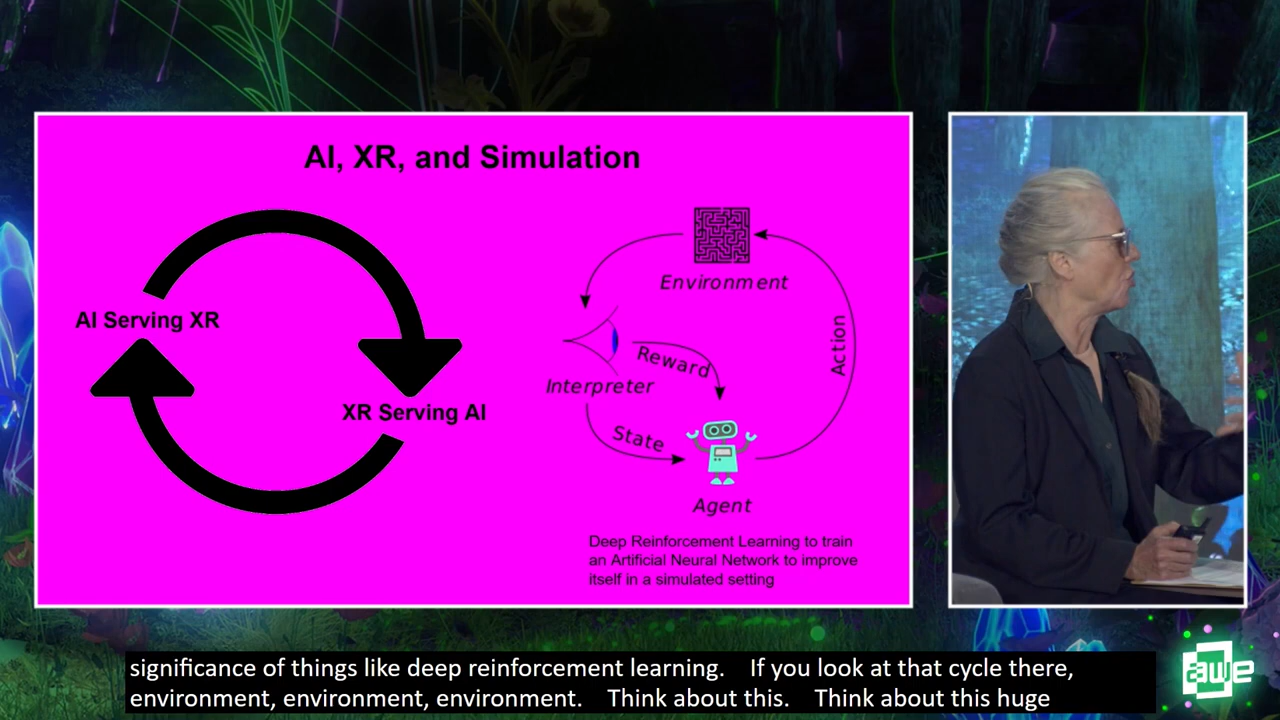 AI, XR, and Simulation
AI Serving XR
XR Serving AI
Environment
Reward
Interpreter
State
Action
Agent
Deep Reinforcement Learning to train
an Artificial Neural Network to improve
itself in a simulated setting
significance of things like deep reinforcement learning. If you look at that cycle there,
environment, environment, environment. Think about this. Think about this huge
awe